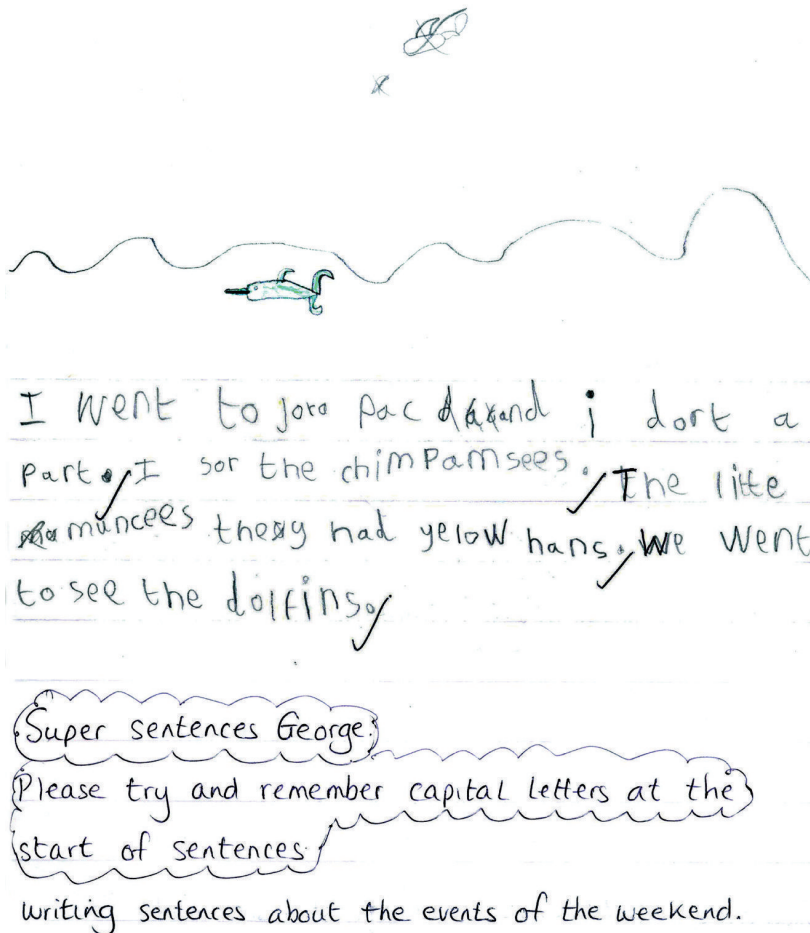 I went to joro pac and i dort a
part. I sor the chimpamsees. The litte
muncees they had yelow hans. We went
to see the dolfins.
Super sentences George.
Please try and remember capital letters at the
start of sentences
writing sentences about the events of the weekend.